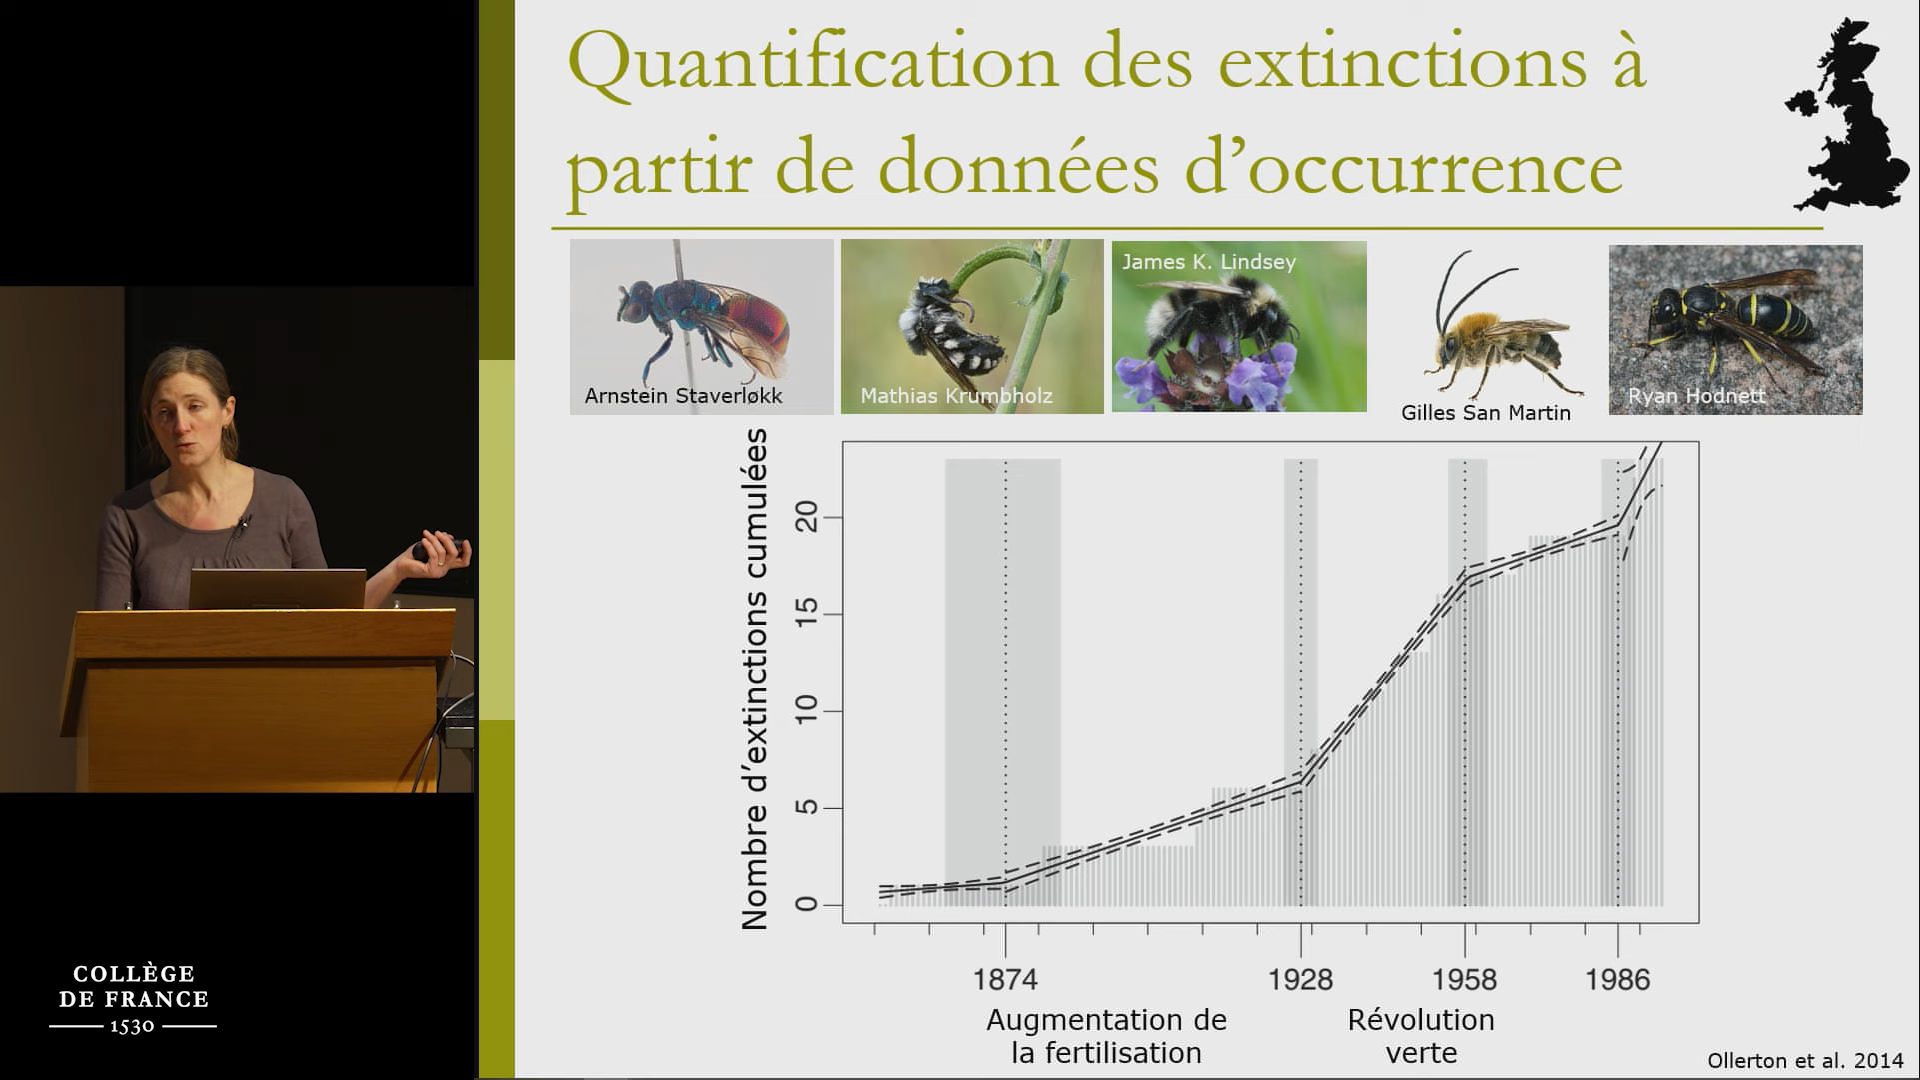 Quantification des extinctions à
partir de données d’occurrence
Arnstein Staverløkk
Mathias Krumbholz
James K. Lindsey
Gilles San Martin
Ryan Hodnett
Nombre d’extinctions cumulées
20
15
10
5
0
1874
1928
1958
1986
Augmentation de
la fertilisation
Révolution
verte
Ollerton et al. 2014
COLLÈGE
DE FRANCE
1530